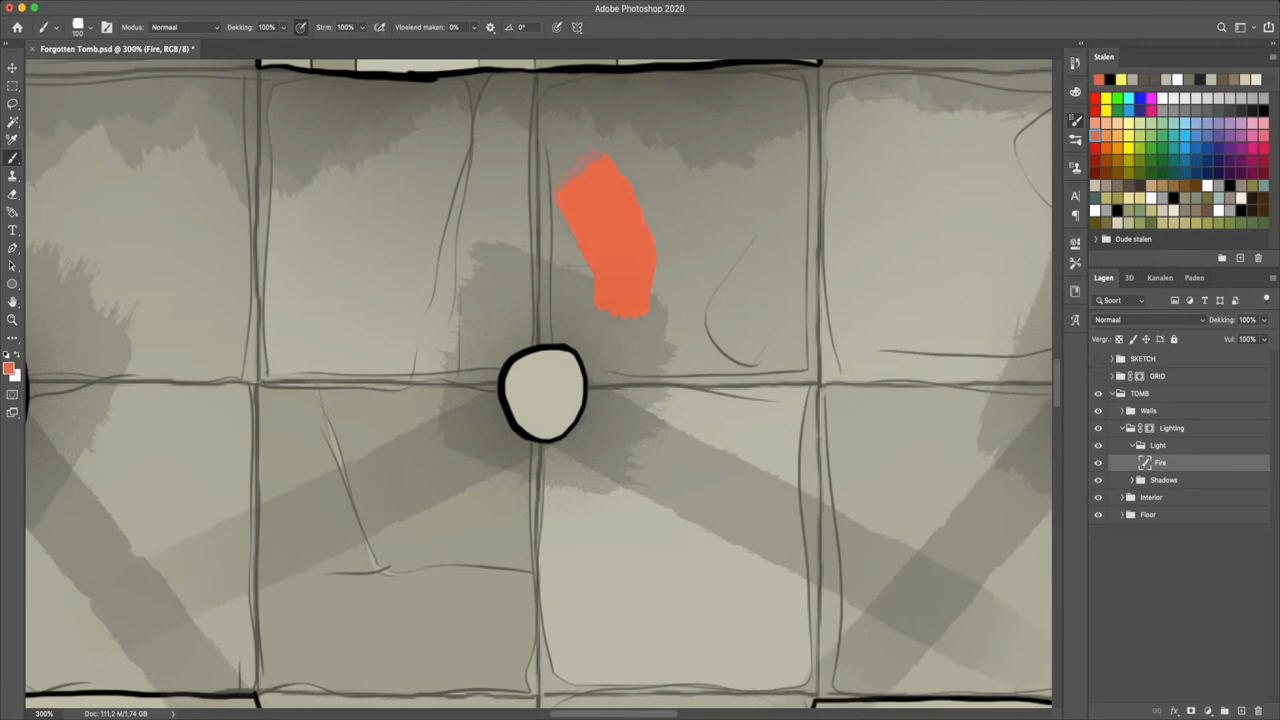 Adobe Photoshop 2020
100
Modus: Normaal
Dekking: 100%
Strm: 100%
Vloeiend maken: 0%
0°
Forgotten Tomb.psd @ 300% (Fire, RGB/8) *
Stalen
Oude stalen
Lagen
3D
Kanalen
Paden
Soort
Normaal
Dekking: 100%
Vergr.:
Vul: 100%
SKETCH
GRID
TOMB
Walls
Lighting
Light
Fire
Shadows
Interior
Floor
300%
Doc: 111,2 M/1,74 GB